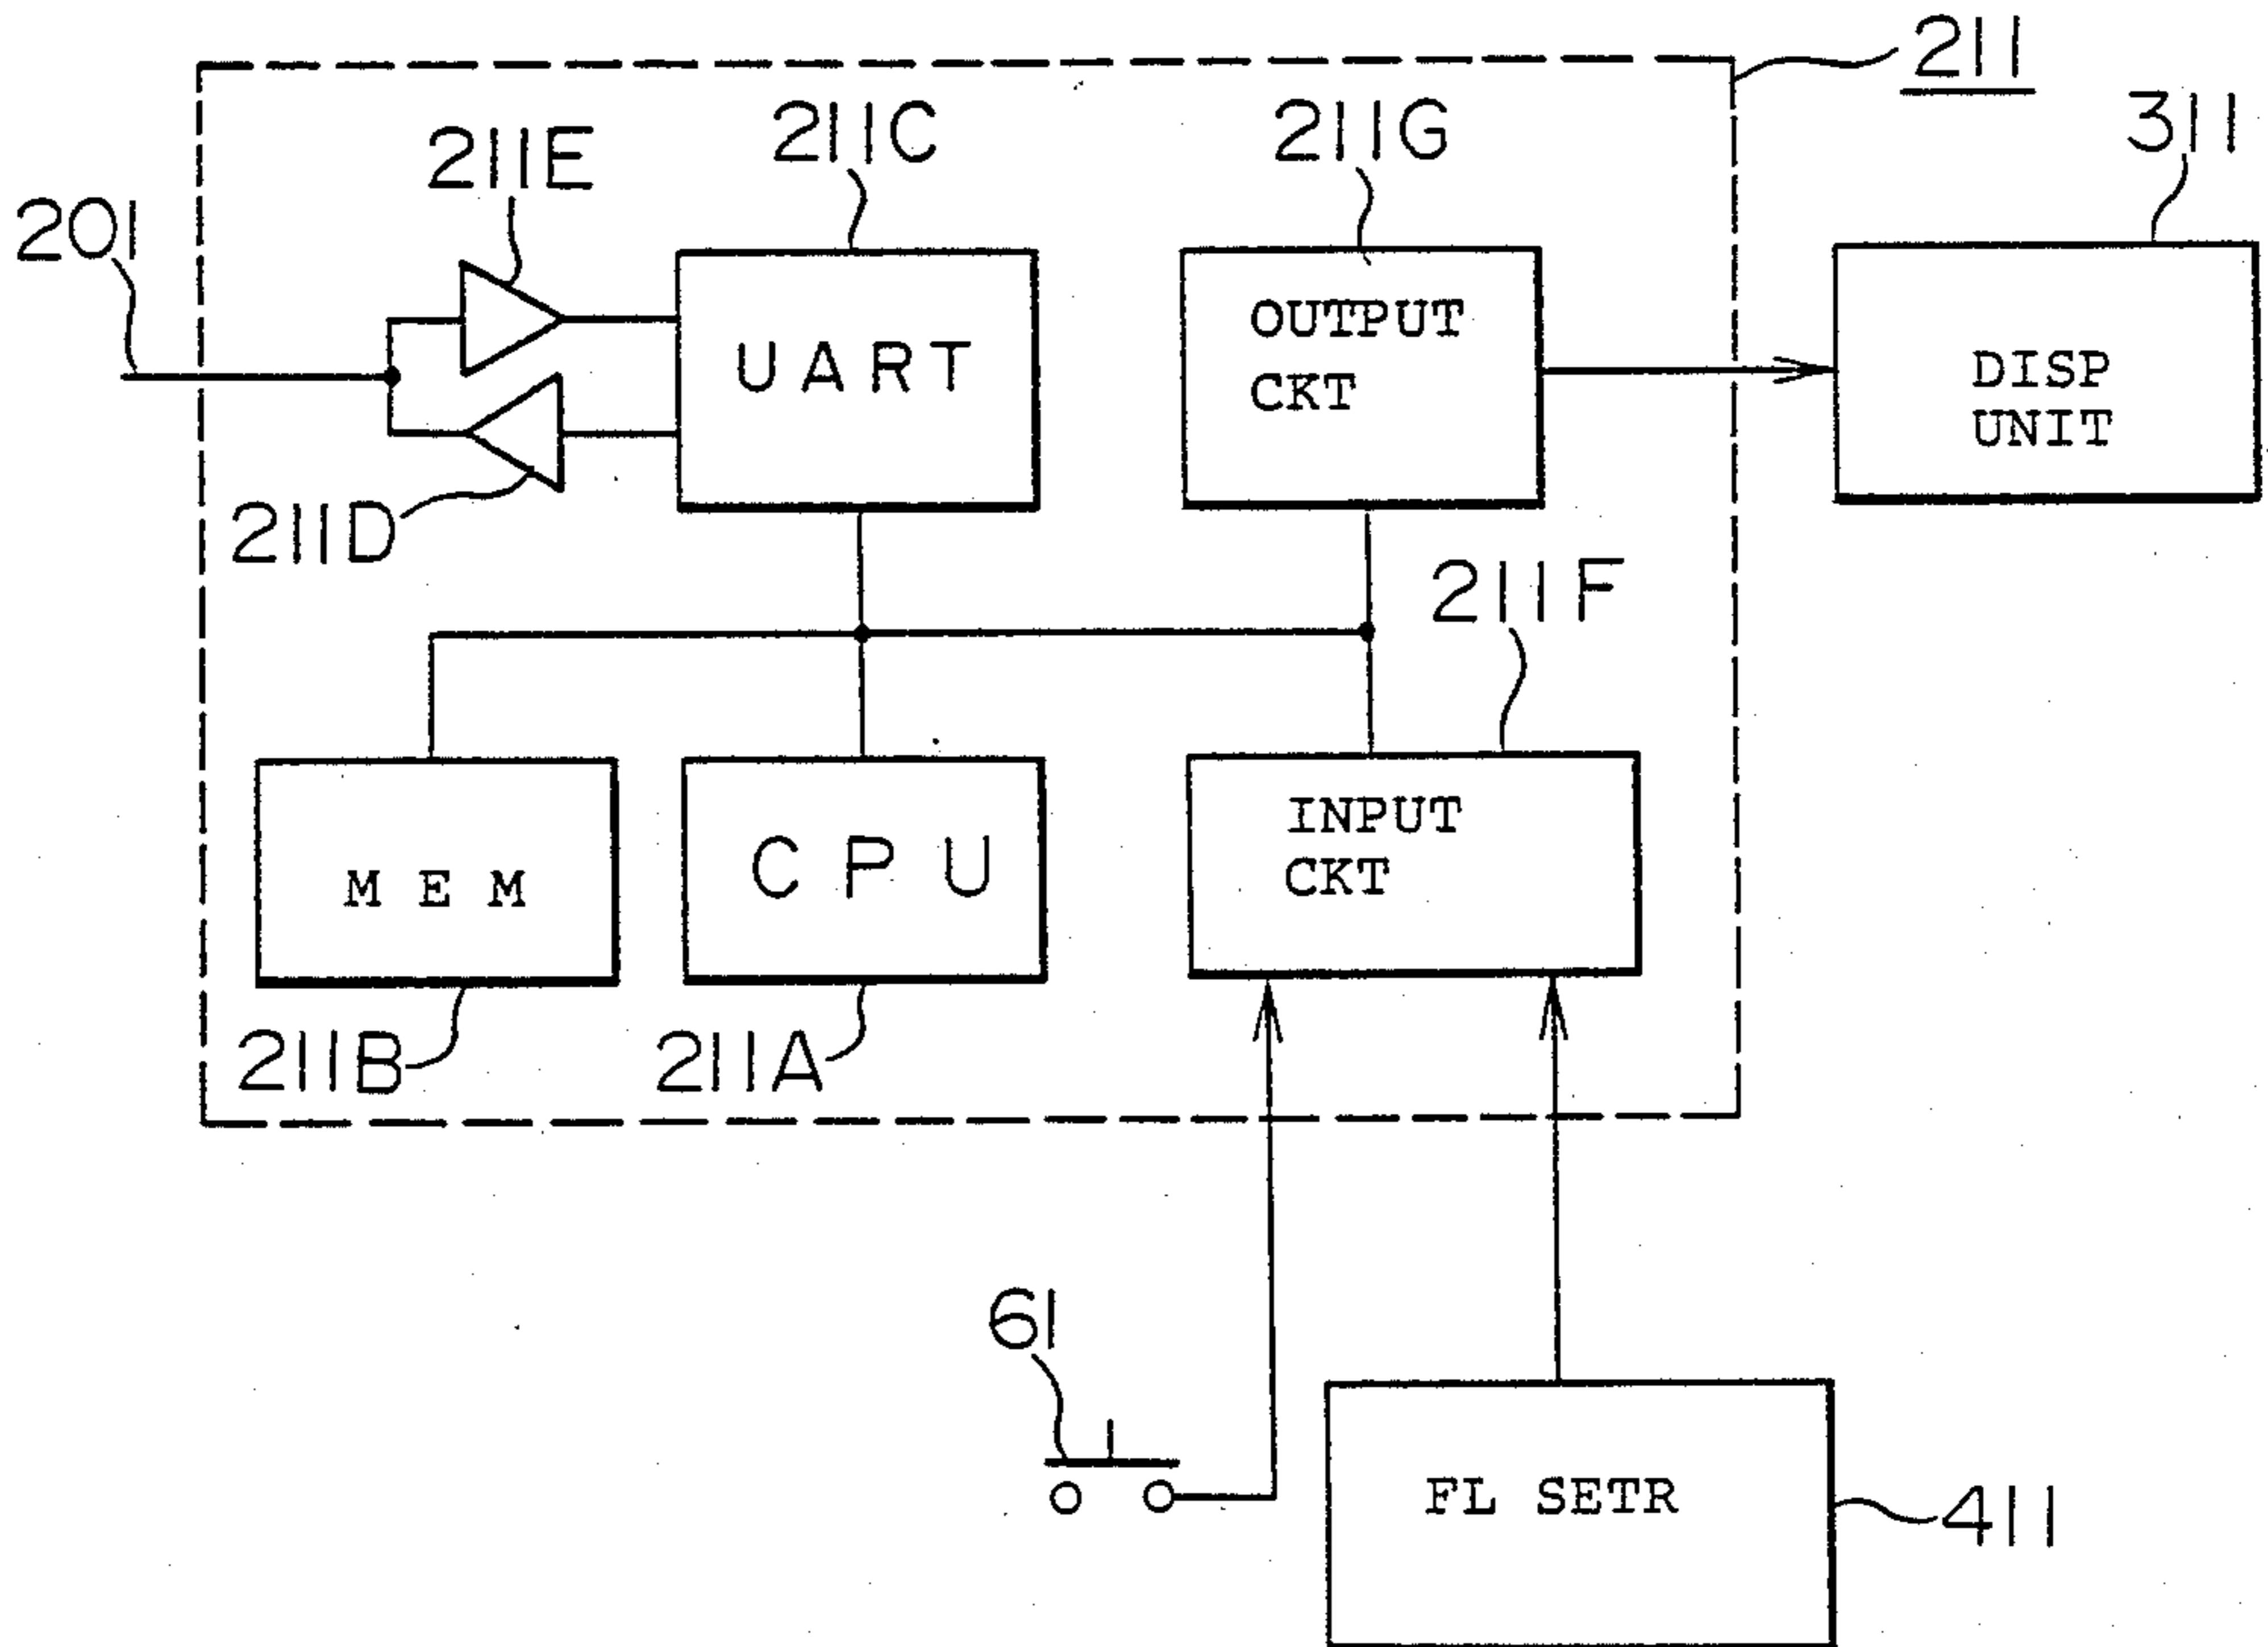 211
311
211E
211C
211G
201
UART
OUTPUT
CKT
DISP
UNIT
211D
211F
MEM
CPU
INPUT
CKT
211B
211A
61
FL SETR
411